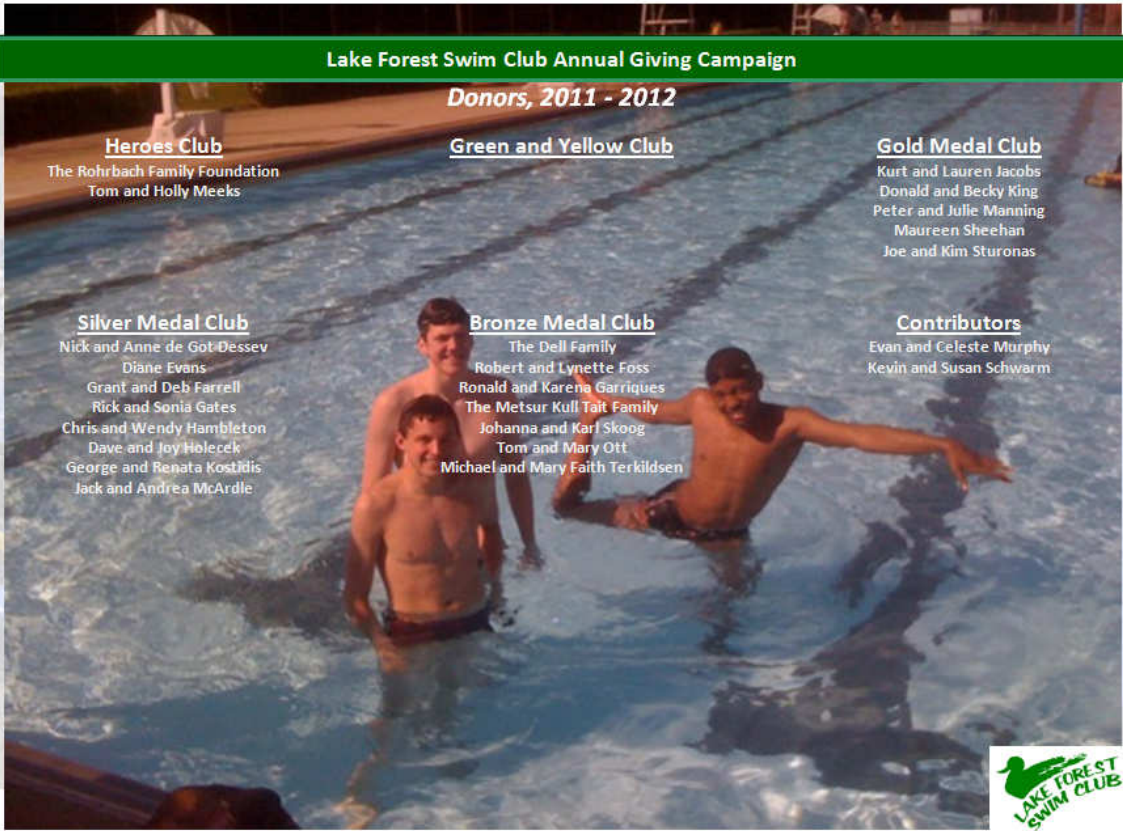 Lake Forest Swim Club Annual Giving Campaign
Donors, 2011 - 2012
Heroes Club
The Rohrbach Family Foundation
Tom and Holly Meeks
Green and Yellow Club
Gold Medal Club
Kurt and Lauren Jacobs
Donald and Becky King
Peter and Julie Manning
Maureen Sheehan
Joe and Kim Sturonas
Silver Medal Club
Nick and Anne de Got Dessev
Diane Evans
Grant and Deb Farrell
Rick and Sonia Gates
Chris and Wendy Hambleton
Dave and Joy Holecek
George and Renata Kostidis
Jack and Andrea McArdle
Bronze Medal Club
The Dell Family
Robert and Lynette Foss
Ronald and Karena Garriques
The Metsur Kull Tait Family
Johanna and Karl Skoog
Tom and Mary Ott
Michael and Mary Faith Terkildsen
Contributors
Evan and Celeste Murphy
Kevin and Susan Schwarm
LAKE FOREST
SWIM CLUB